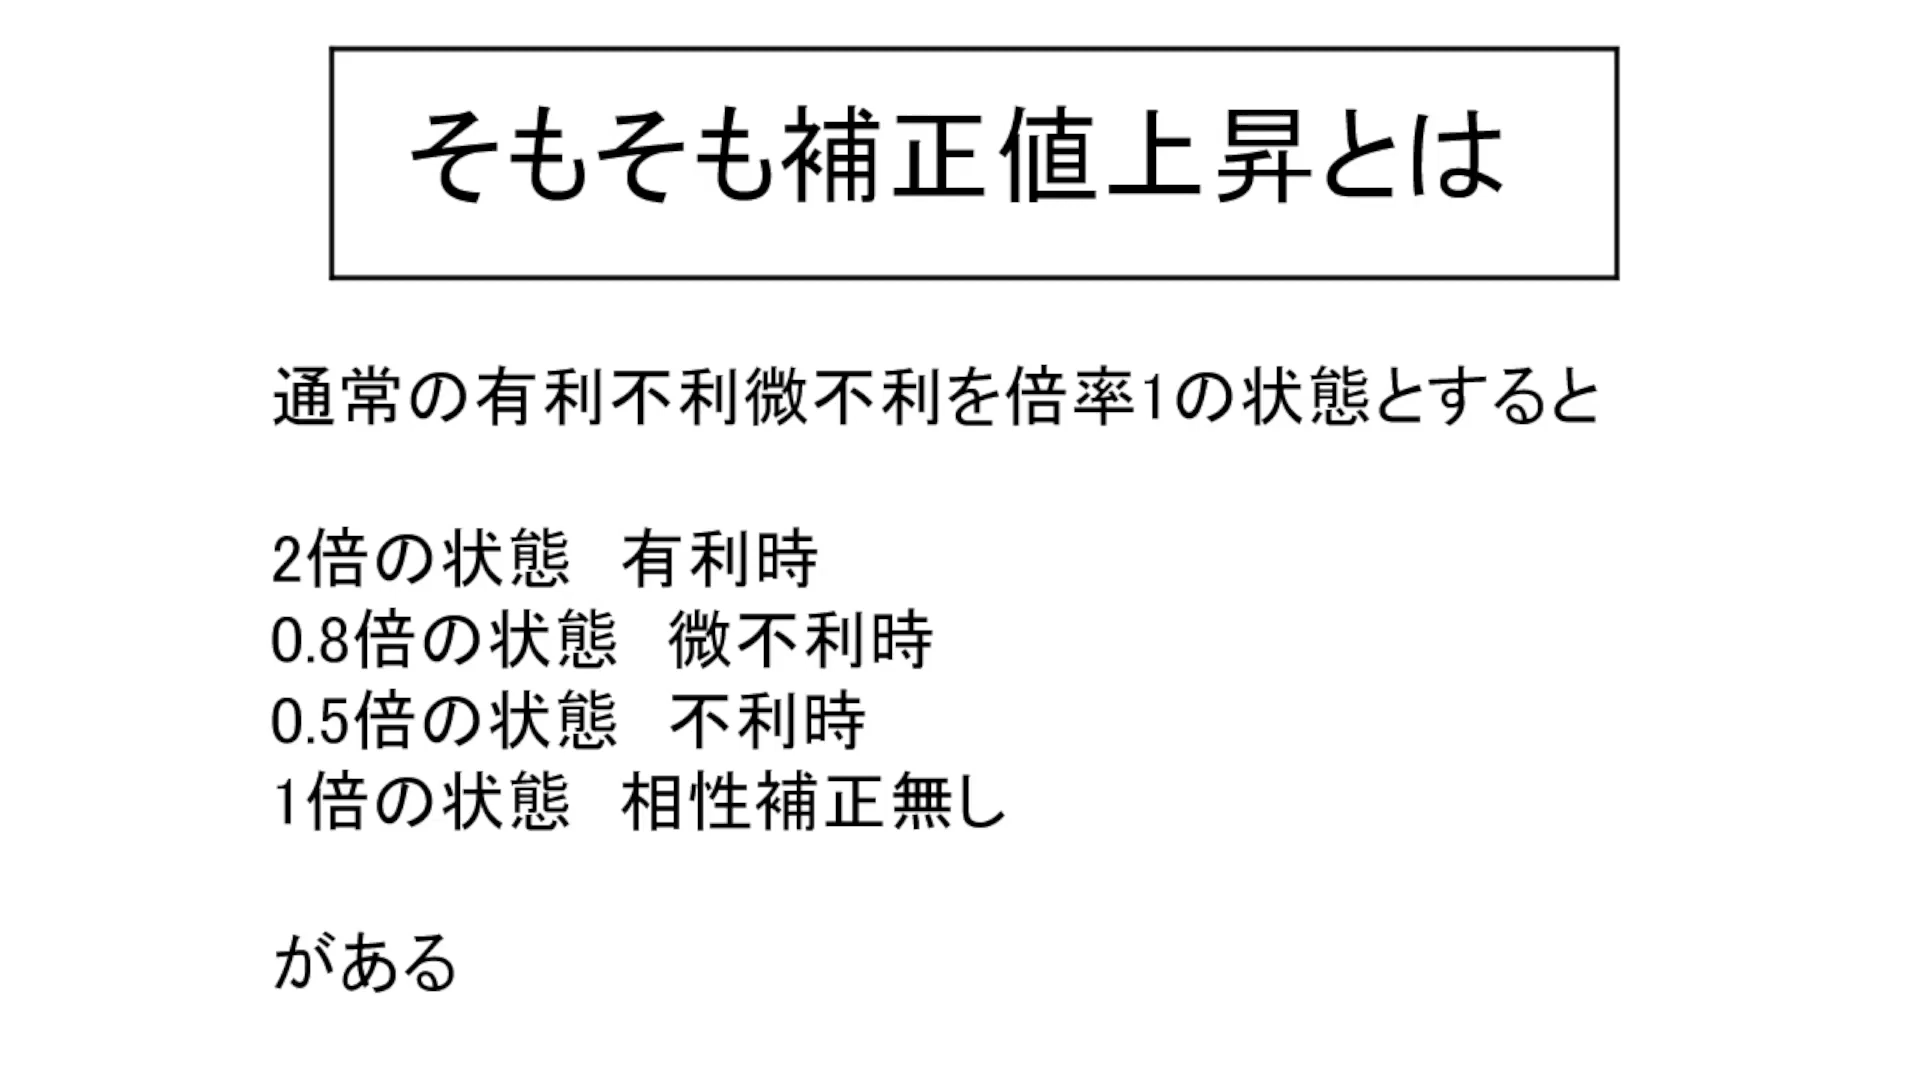 そもそも補正値上昇とは
通常の有利不利微不利を倍率1の状態とすると
2倍の状態　有利時
0.8倍の状態　微不利時
0.5倍の状態　不利時
1倍の状態　相性補正無し
がある